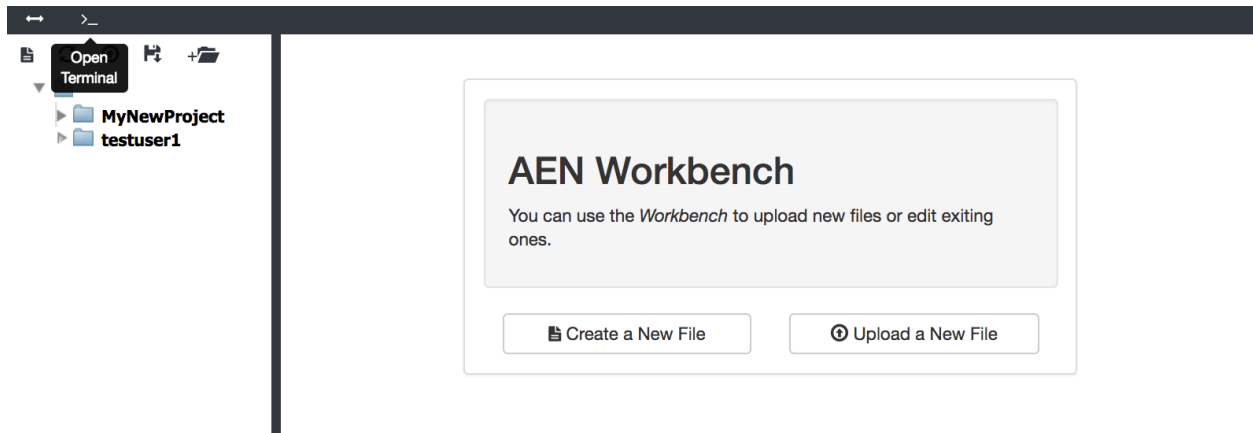 Open
Terminal
MyNewProject
testuser1
AEN Workbench
You can use the Workbench to upload new files or edit exiting
ones.
Create a New File
Upload a New File